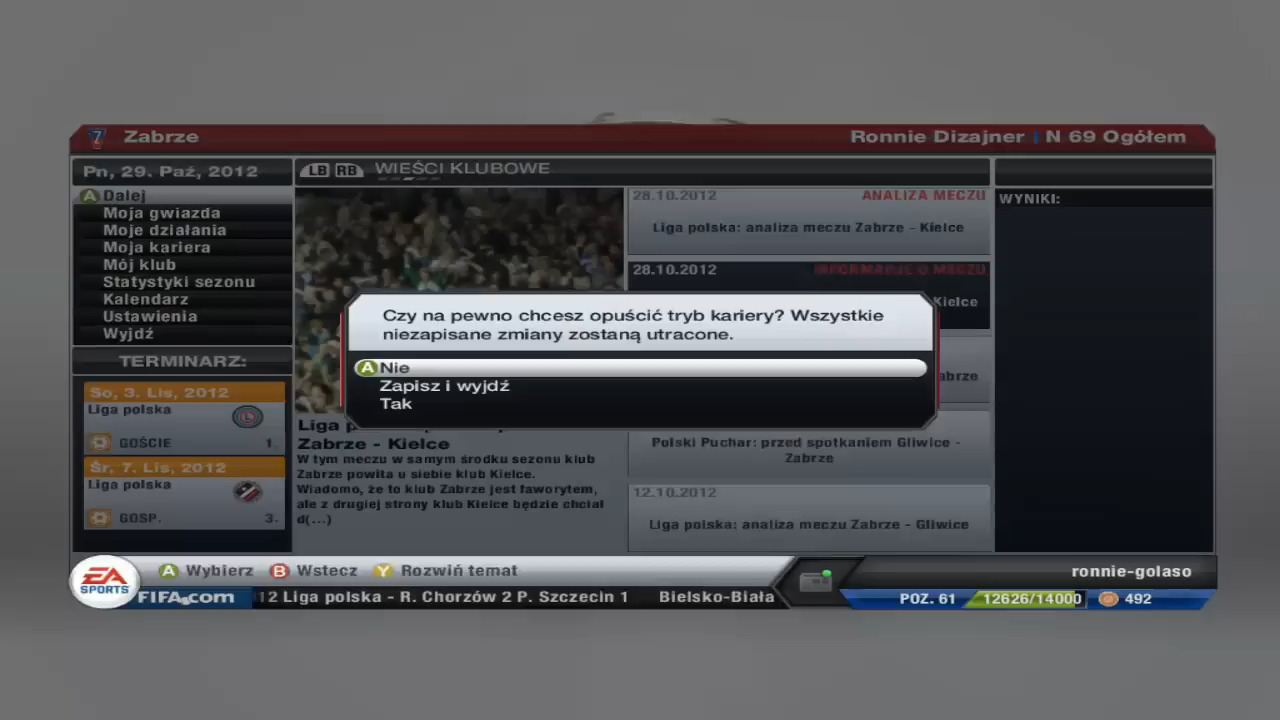 Zabrze
Ronnie Dizajner N 69 Ogółem
Pn, 29. Paź, 2012
LB RB WIEŚCI KLUBOWE
A Dalej
Moja gwiazda
Moje działania
Moja kariera
Mój klub
Statystyki sezonu
Kalendarz
Ustawienia
Wyjdź
TERMINARZ:
So, 3. Lis, 2012
Liga polska
GOŚCIE 1.
Śr, 7. Lis, 2012
Liga polska
GOSP. 3.
28.10.2012 ANALIZA MECZU
Liga polska: analiza meczu Zabrze - Kielce
28.10.2012 INFORMACJE O MECZU
Kielce
Polski Puchar: przed spotkaniem Gliwice -
Zabrze
12.10.2012
Liga polska: analiza meczu Zabrze - Gliwice
WYNIKI:
Czy na pewno chcesz opuścić tryb kariery? Wszystkie
niezapisane zmiany zostaną utracone.
A Nie
Zapisz i wyjdź
Tak
Liga
Zabrze - Kielce
W tym meczu w samym środku sezonu klub
Zabrze powita u siebie klub Kielce.
Wiadomo, że to klub Zabrze jest faworytem,
ale z drugiej strony klub Kielce będzie chciał
d(...)
EA SPORTS
A Wybierz B Wstecz Y Rozwiń temat
ronnie-golaso
FIFA.com
12 Liga polska - R. Chorzów 2 P. Szczecin 1 Bielsko-Biała
POZ. 61 12626/14000 492